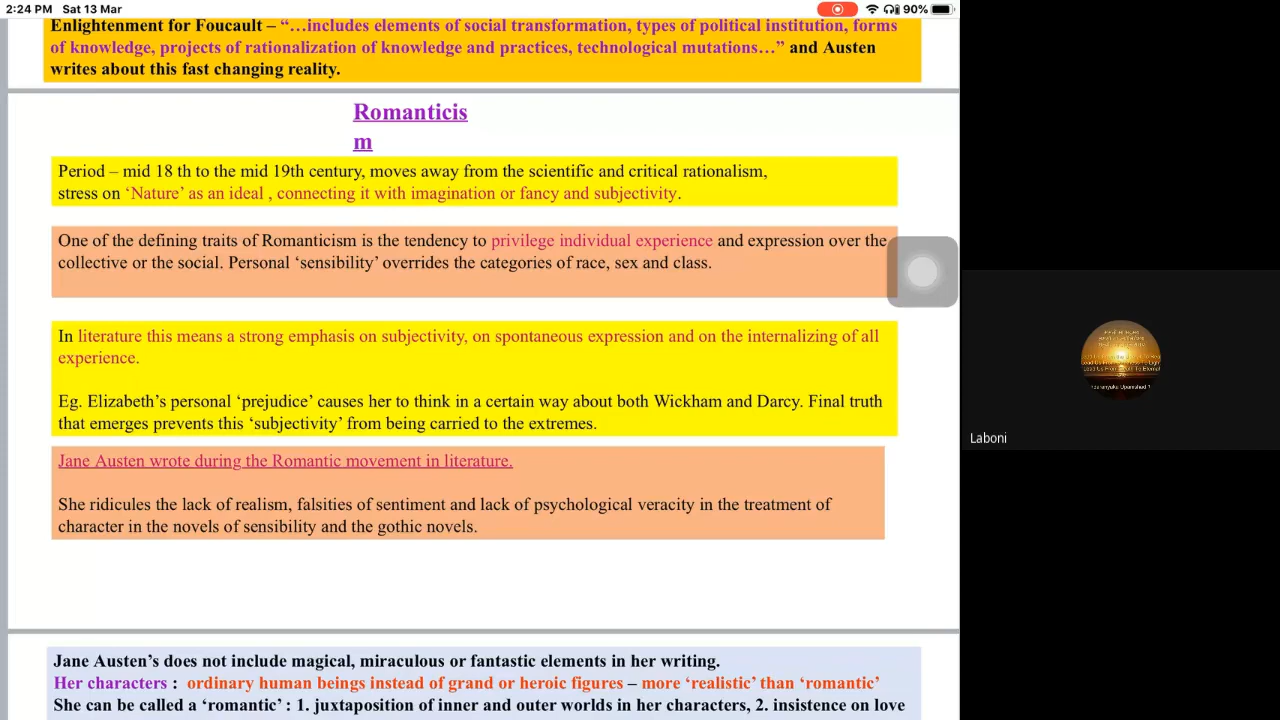 2:24 PM Sat 13 Mar
90%
Enlightenment for Foucault – “…includes elements of social transformation, types of political institution, forms
of knowledge, projects of rationalization of knowledge and practices, technological mutations…” and Austen
writes about this fast changing reality.
Romanticis
m
Period – mid 18 th to the mid 19th century, moves away from the scientific and critical rationalism,
stress on ‘Nature’ as an ideal , connecting it with imagination or fancy and subjectivity.
One of the defining traits of Romanticism is the tendency to privilege individual experience and expression over the
collective or the social. Personal ‘sensibility’ overrides the categories of race, sex and class.
In literature this means a strong emphasis on subjectivity, on spontaneous expression and on the internalizing of all
experience.
Eg. Elizabeth’s personal ‘prejudice’ causes her to think in a certain way about both Wickham and Darcy. Final truth
that emerges prevents this ‘subjectivity’ from being carried to the extremes.
Jane Austen wrote during the Romantic movement in literature.
She ridicules the lack of realism, falsities of sentiment and lack of psychological veracity in the treatment of
character in the novels of sensibility and the gothic novels.
Jane Austen’s does not include magical, miraculous or fantastic elements in her writing.
Her characters : ordinary human beings instead of grand or heroic figures – more ‘realistic’ than ‘romantic’
She can be called a ‘romantic’ : 1. juxtaposition of inner and outer worlds in her characters, 2. insistence on love
Laboni